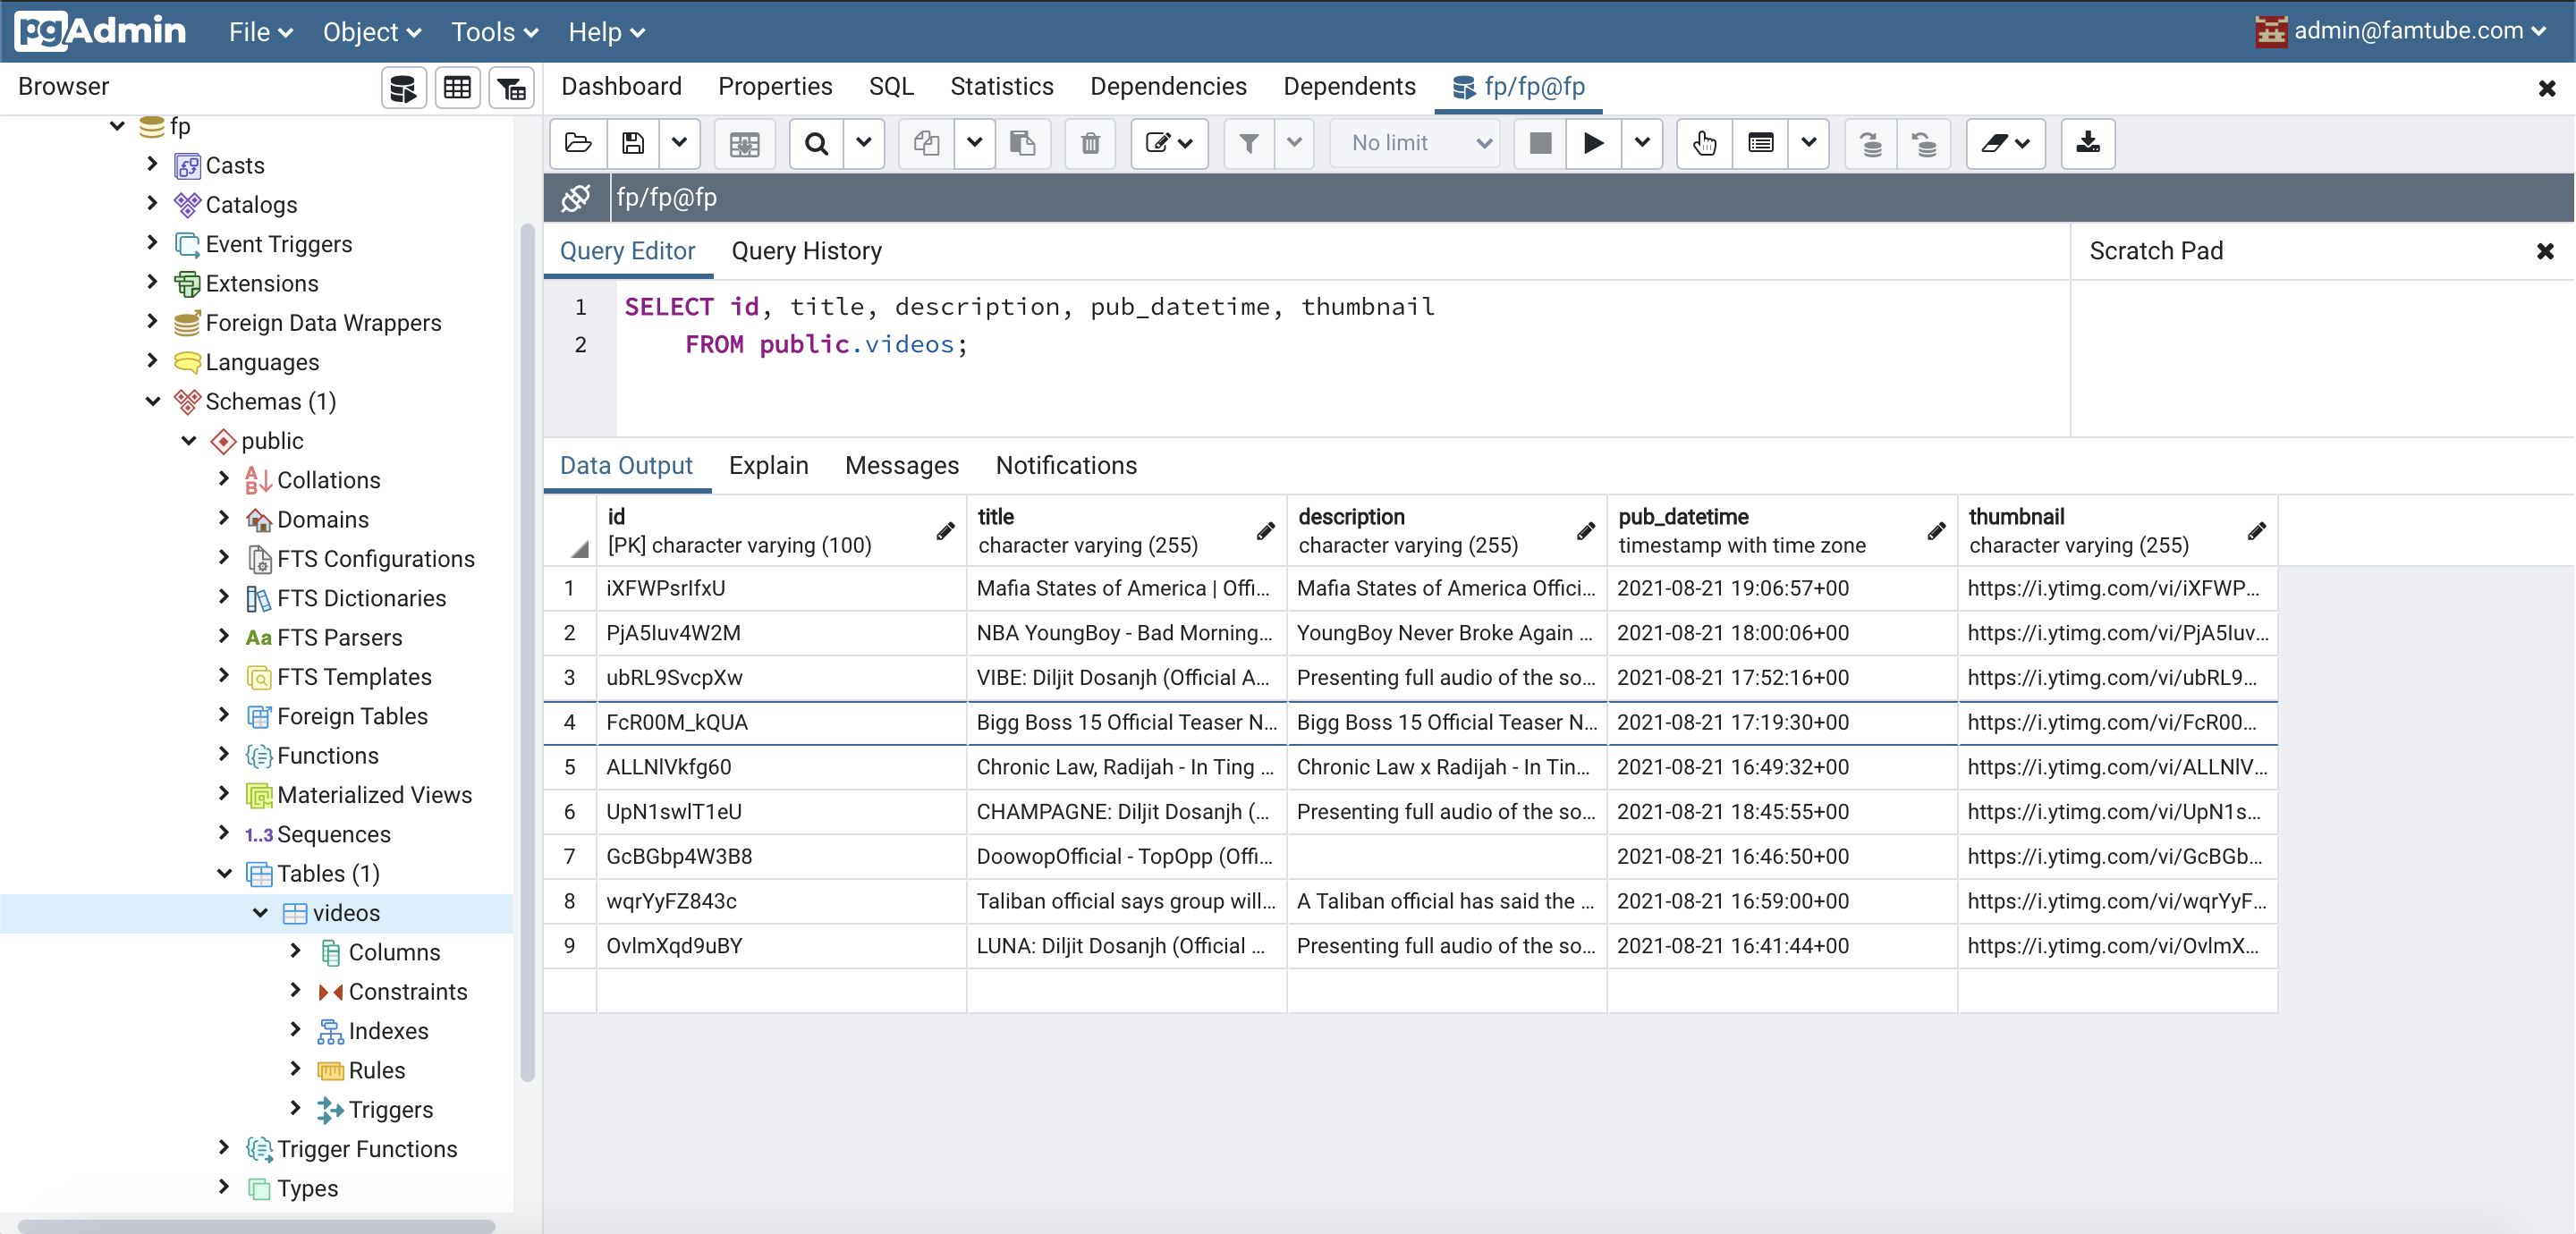 pgAdmin File Object Tools Help admin@famtube.com
Browser
Dashboard Properties SQL Statistics Dependencies Dependents fp/fp@fp
fp
Casts
Catalogs
Event Triggers
Extensions
Foreign Data Wrappers
Languages
Schemas (1)
public
Collations
Domains
FTS Configurations
FTS Dictionaries
Aa FTS Parsers
FTS Templates
Foreign Tables
Functions
Materialized Views
1..3 Sequences
Tables (1)
videos
Columns
Constraints
Indexes
Rules
Triggers
Trigger Functions
Types
No limit
fp/fp@fp
Query Editor Query History Scratch Pad
1 SELECT id, title, description, pub_datetime, thumbnail
2 FROM public.videos;
Data Output Explain Messages Notifications
id title description pub_datetime thumbnail
[PK] character varying (100) character varying (255) character varying (255) timestamp with time zone character varying (255)
1 iXFWPsrIfxU Mafia States of America | Offi... Mafia States of America Offici... 2021-08-21 19:06:57+00 https://i.ytimg.com/vi/iXFWP...
2 PjA5Iuv4W2M NBA YoungBoy - Bad Morning... YoungBoy Never Broke Again ... 2021-08-21 18:00:06+00 https://i.ytimg.com/vi/PjA5Iuv...
3 ubRL9SvcpXw VIBE: Diljit Dosanjh (Official A... Presenting full audio of the so... 2021-08-21 17:52:16+00 https://i.ytimg.com/vi/ubRL9...
4 FcR00M_kQUA Bigg Boss 15 Official Teaser N... Bigg Boss 15 Official Teaser N... 2021-08-21 17:19:30+00 https://i.ytimg.com/vi/FcR00...
5 ALLNlVkfg60 Chronic Law, Radijah - In Ting ... Chronic Law x Radijah - In Tin... 2021-08-21 16:49:32+00 https://i.ytimg.com/vi/ALLNlV...
6 UpN1swlT1eU CHAMPAGNE: Diljit Dosanjh (... Presenting full audio of the so... 2021-08-21 18:45:55+00 https://i.ytimg.com/vi/UpN1s...
7 GcBGbp4W3B8 DoowopOfficial - TopOpp (Offi... 2021-08-21 16:46:50+00 https://i.ytimg.com/vi/GcBGb...
8 wqrYyFZ843c Taliban official says group will... A Taliban official has said the ... 2021-08-21 16:59:00+00 https://i.ytimg.com/vi/wqrYyF...
9 OvlmXqd9uBY LUNA: Diljit Dosanjh (Official ... Presenting full audio of the so... 2021-08-21 16:41:44+00 https://i.ytimg.com/vi/OvlmX...